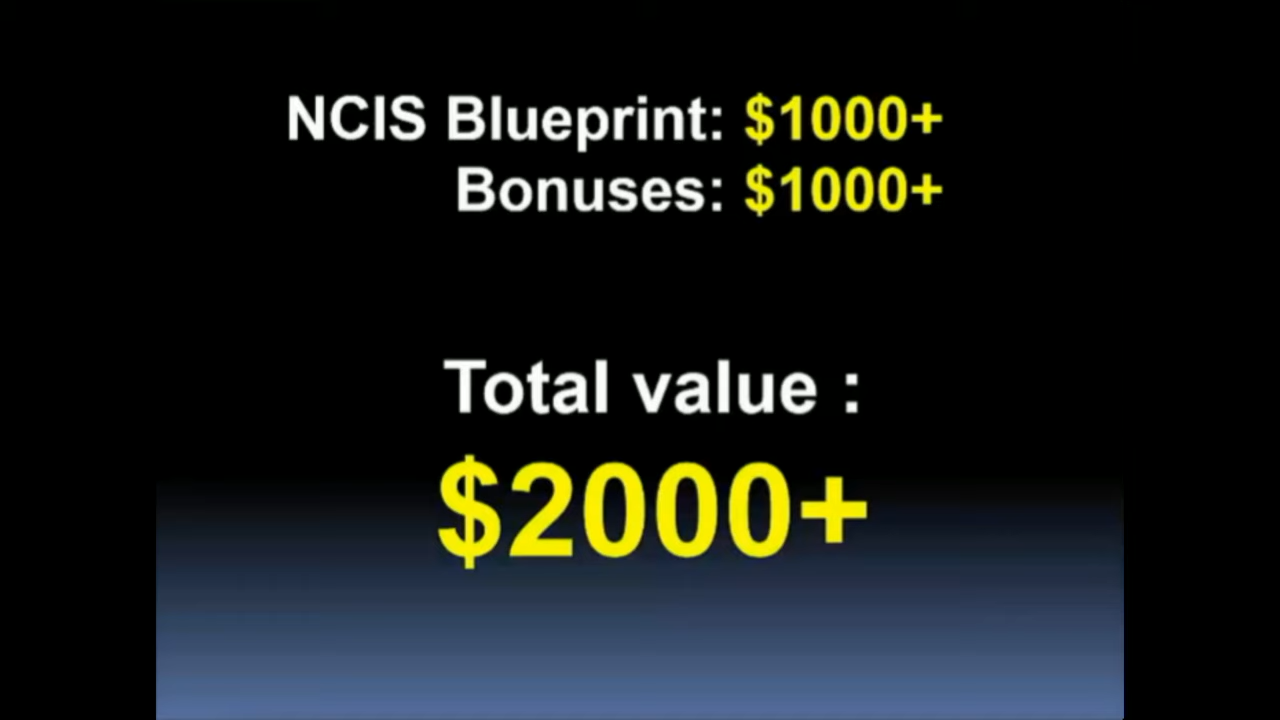 NCIS Blueprint: $1000+
Bonuses: $1000+
Total value :
$2000+